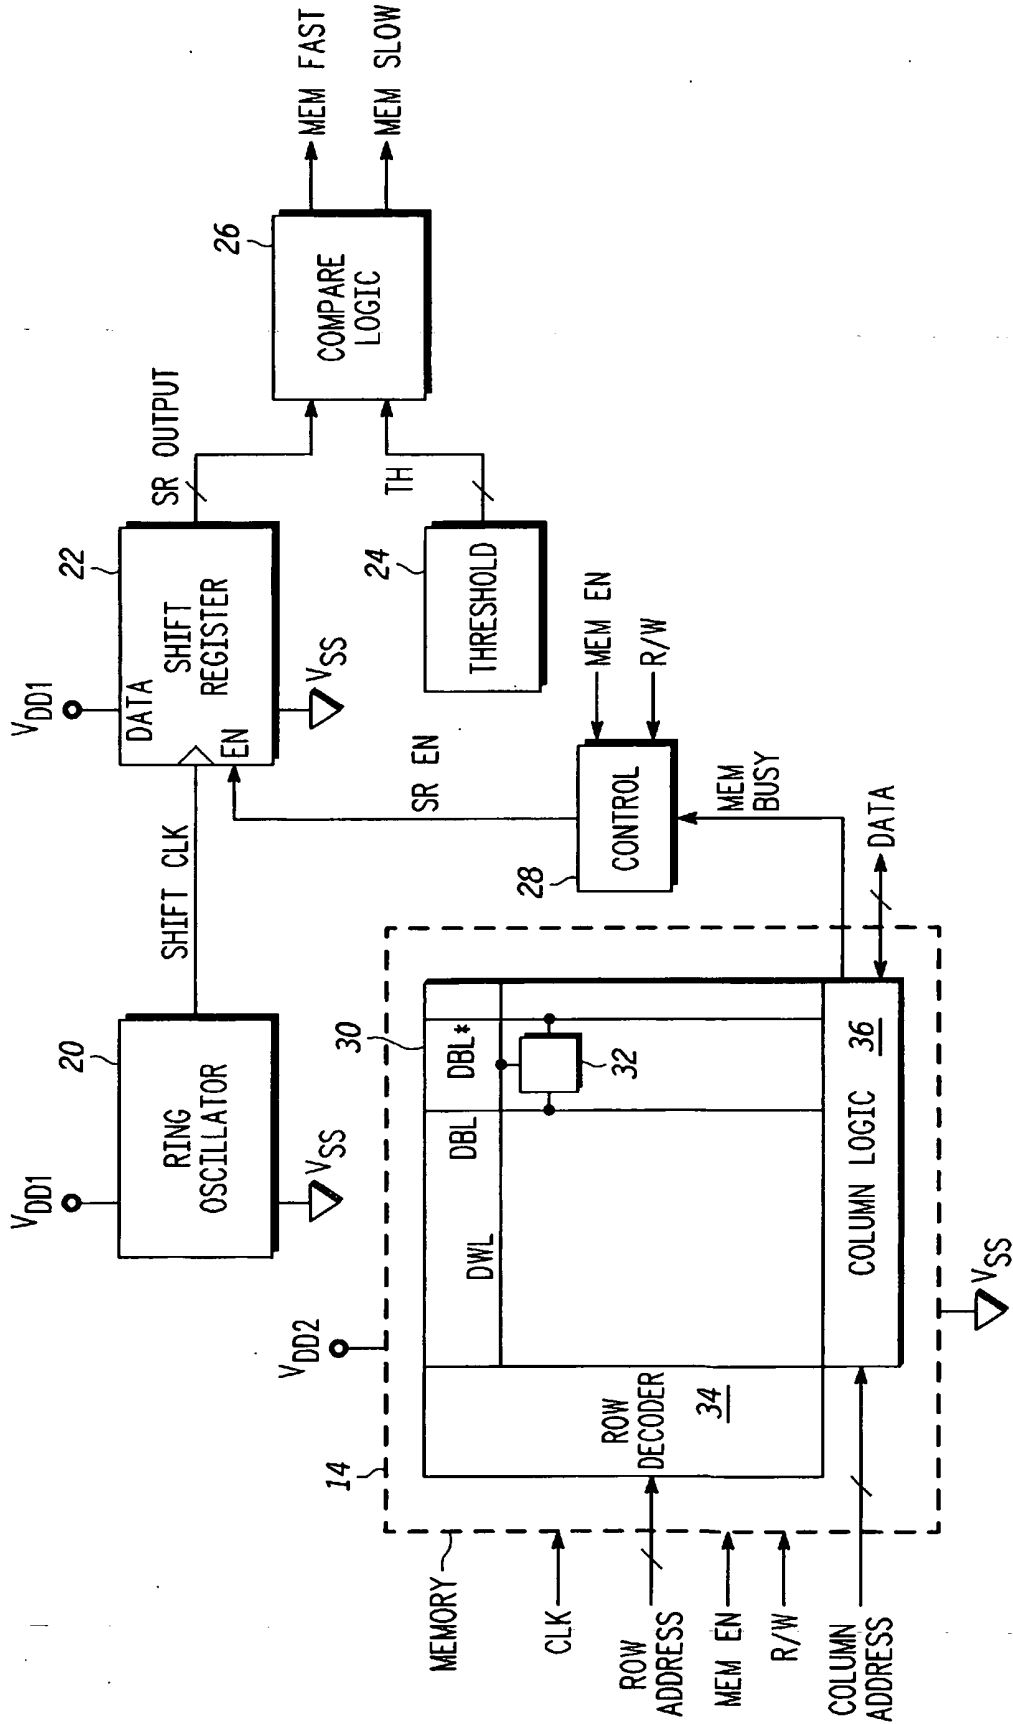 V_DD1
20
RING
OSCILLATOR
V_SS
SHIFT CLK
V_DD1
22
DATA
SHIFT
REGISTER
EN
V_SS
SR OUTPUT
26
COMPARE
LOGIC
MEM FAST
MEM SLOW
TH
24
THRESHOLD
SR EN
MEM EN
R/W
28
CONTROL
MEM
BUSY
DATA
V_DD2
14
MEMORY
30
DWL
DBL
DBL*
32
ROW
DECODER
34
COLUMN LOGIC
36
V_SS
CLK
ROW
ADDRESS
MEM EN
R/W
COLUMN
ADDRESS